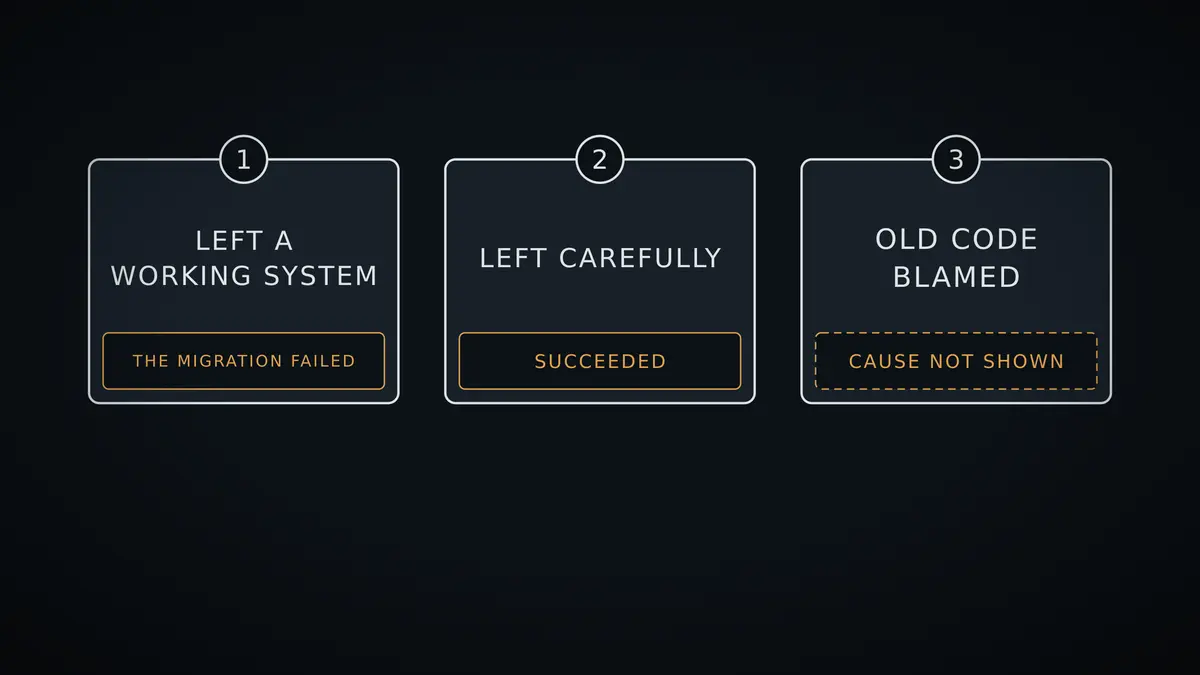 1
LEFT A
WORKING SYSTEM
THE MIGRATION FAILED
2
LEFT CAREFULLY
SUCCEEDED
3
OLD CODE
BLAMED
CAUSE NOT SHOWN